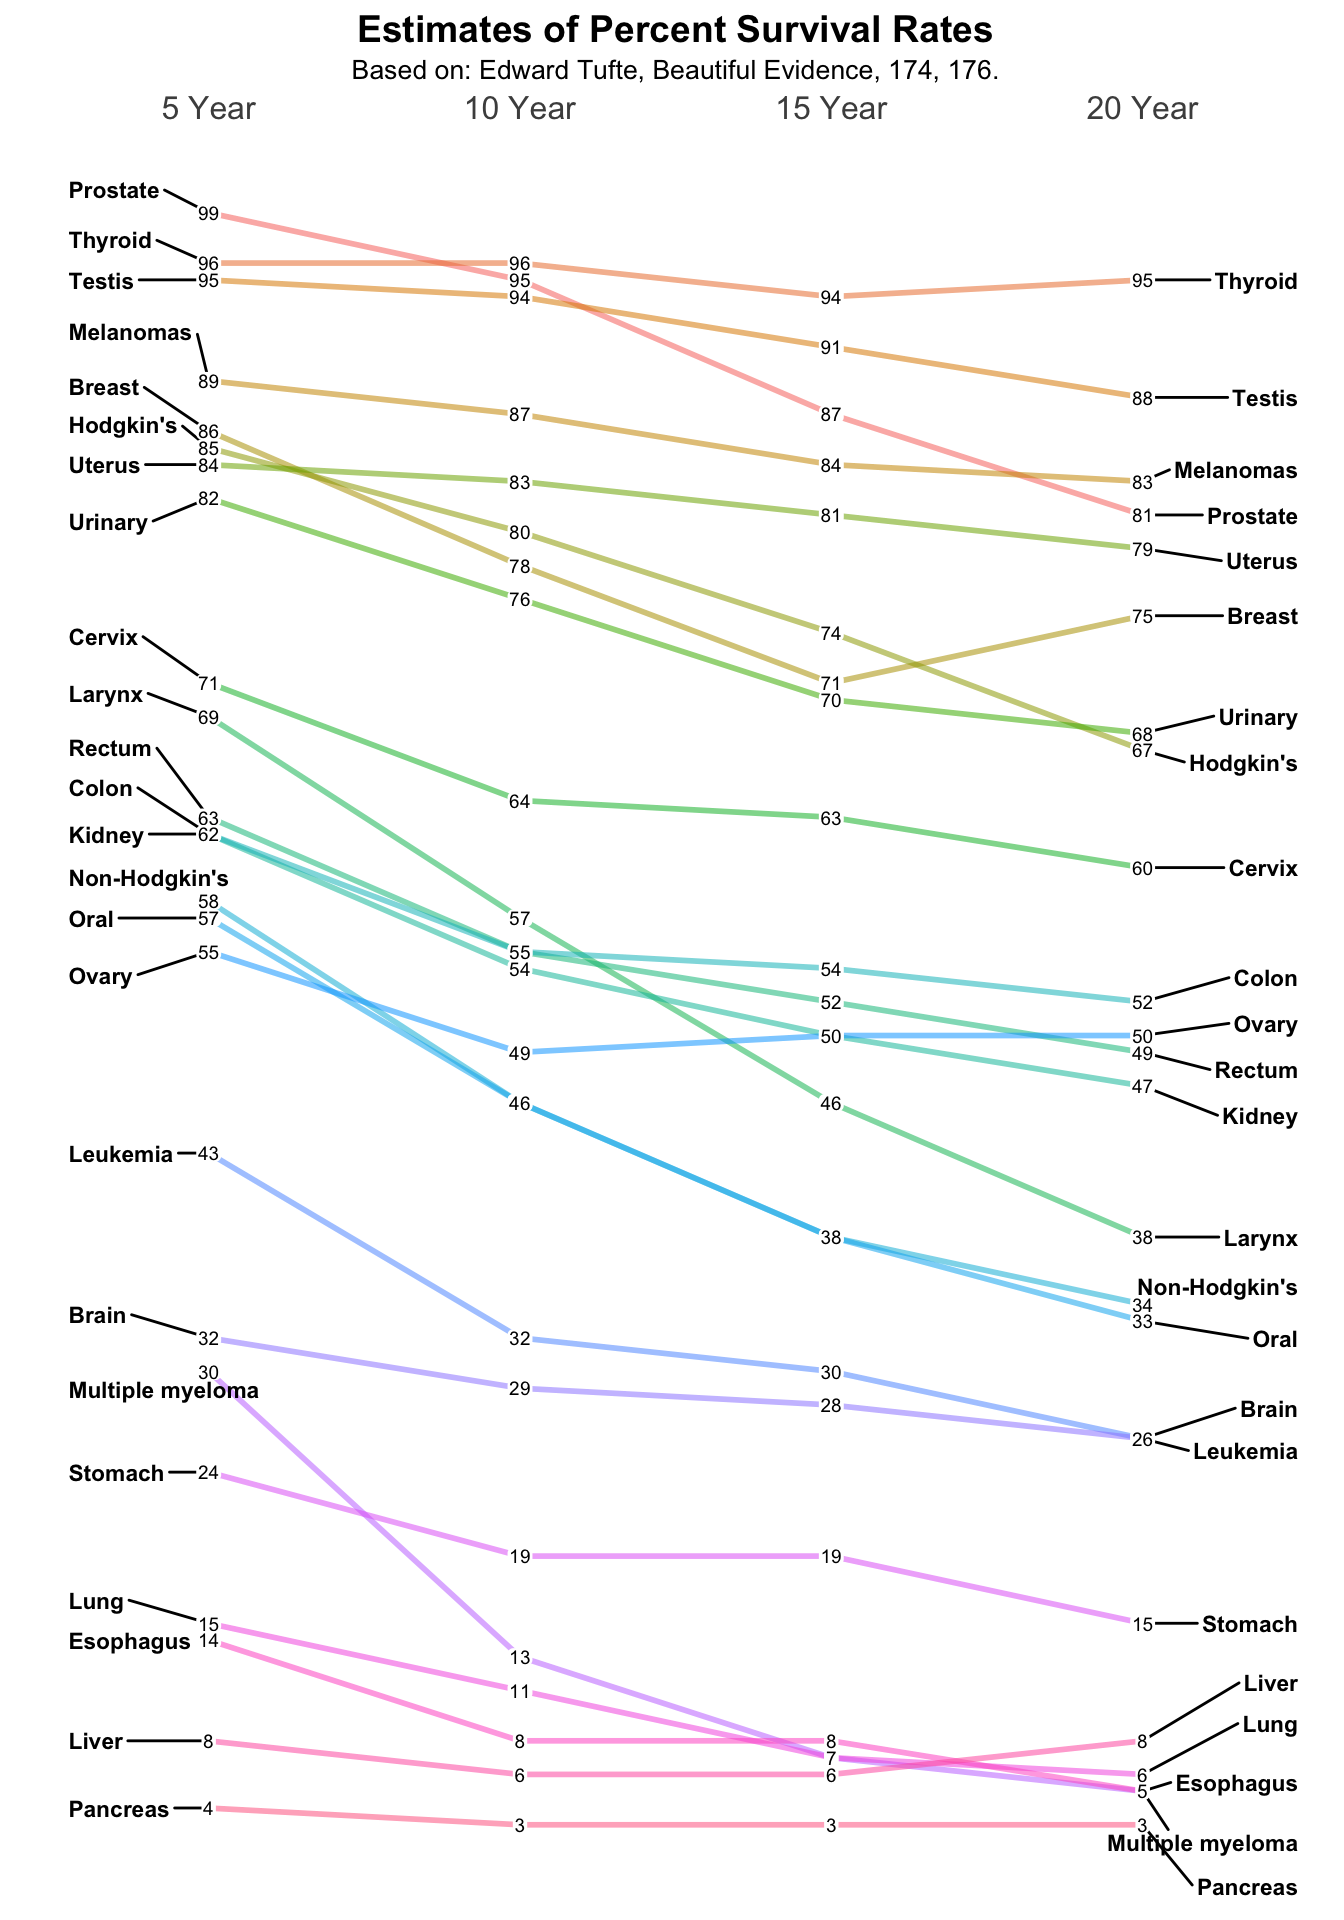 Estimates of Percent Survival Rates
Based on: Edward Tufte, Beautiful Evidence, 174, 176.
5 Year 10 Year 15 Year 20 Year
Prostate
99
Thyroid 96 96
Testis 95 95 95 Thyroid
94 94
91
Melanomas
89
88 Testis
Breast 87 87
Hodgkin's 86
85
Uterus 84 84 Melanomas
83 83
82
Urinary 81 81 Prostate
80
79 Uterus
78
76
75 Breast
74
Cervix
71 71
Larynx 70
69
68 Urinary
67 Hodgkin's
Rectum
64
Colon 63 63
Kidney 62
60 Cervix
Non-Hodgkin's
58
Oral 57 57
55 55
Ovary 54 54 Colon
52 52
50 50 Ovary
49 49 Rectum
47 Kidney
46 46
Leukemia 43
38 38 Larynx
Non-Hodgkin's
34
Brain 33 Oral
32 32
30 30
Multiple myeloma 29
28
Brain
26
Leukemia
Stomach 24
19 19
Lung
15 15 Stomach
Esophagus 14
13
11
Liver
Liver 8 8 8 8 Lung
7
6 6 6
5 Esophagus
Pancreas 4
3 3 3
Multiple myeloma
Pancreas